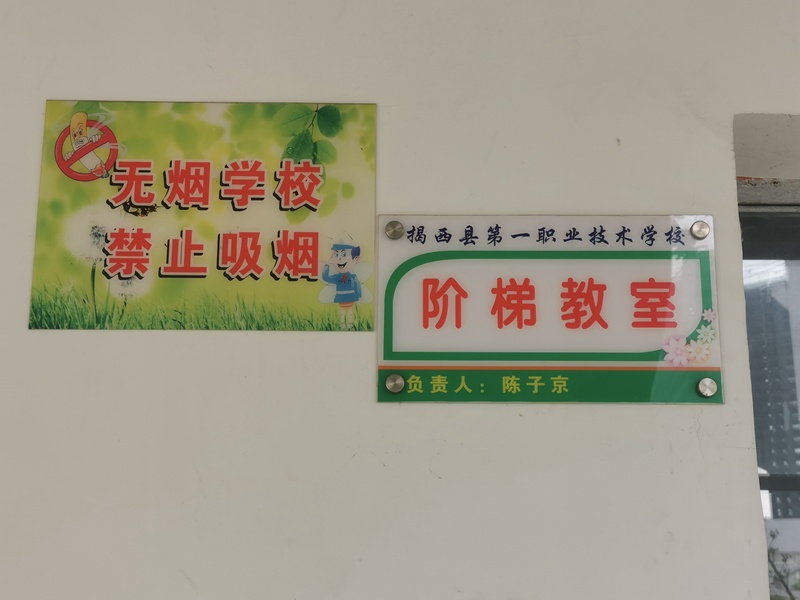 无烟学校
禁止吸烟
揭西县第一职业技术学校
阶梯教室
负责人：陈子京